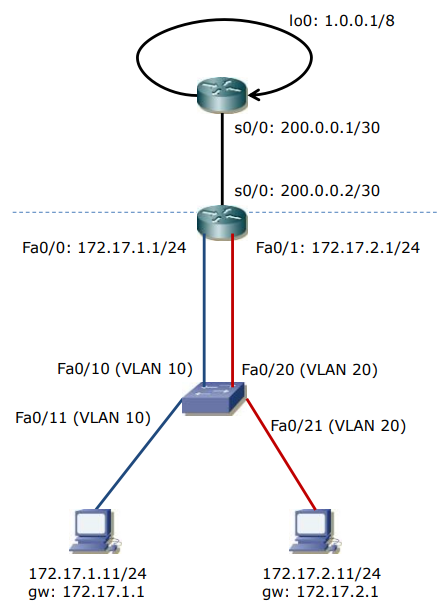 lo0: 1.0.0.1/8
s0/0: 200.0.0.1/30
s0/0: 200.0.0.2/30
Fa0/0: 172.17.1.1/24
Fa0/1: 172.17.2.1/24
Fa0/10 (VLAN 10)
Fa0/20 (VLAN 20)
Fa0/11 (VLAN 10)
Fa0/21 (VLAN 20)
172.17.1.11/24
gw: 172.17.1.1
172.17.2.11/24
gw: 172.17.2.1